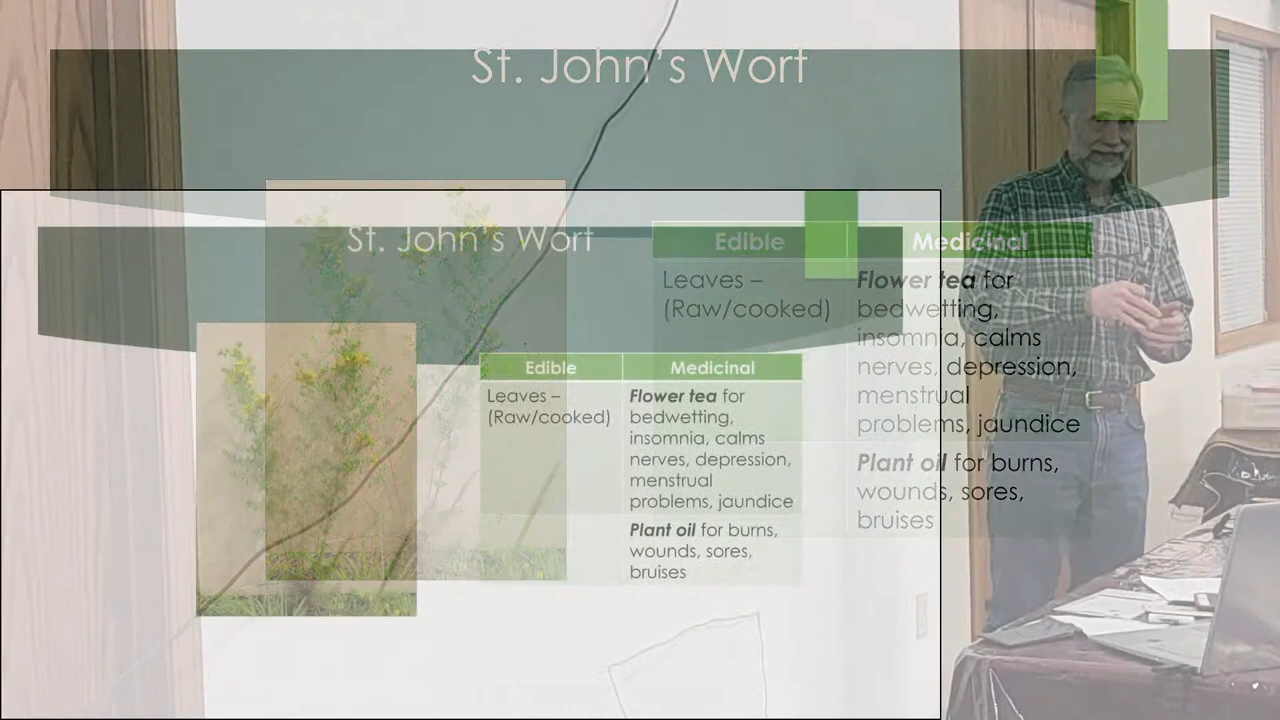 St. John's Wort
Edible
Medicinal
Leaves –
(Raw/cooked)
Flower tea for
bedwetting,
insomnia, calms
nerves, depression,
menstrual
problems, jaundice
Plant oil for burns,
wounds, sores,
bruises
St. John's Wort
Edible
Medicinal
Leaves –
(Raw/cooked)
Flower tea for
bedwetting,
insomnia, calms
nerves, depression,
menstrual
problems, jaundice
Plant oil for burns,
wounds, sores,
bruises